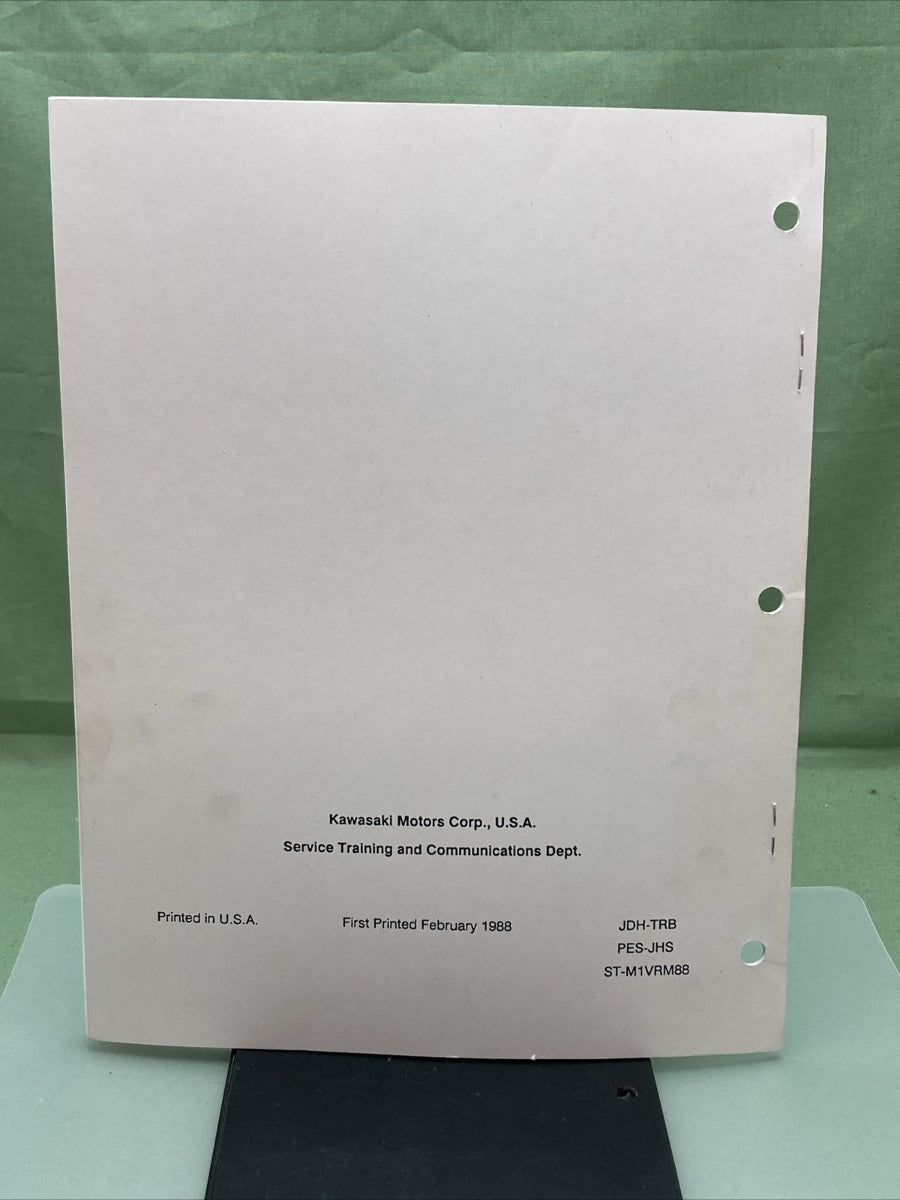 Kawasaki Motors Corp., U.S.A.
Service Training and Communications Dept.
Printed in U.S.A.
First Printed February 1988
JDH-TRB
PES-JHS
ST-M1VRM88